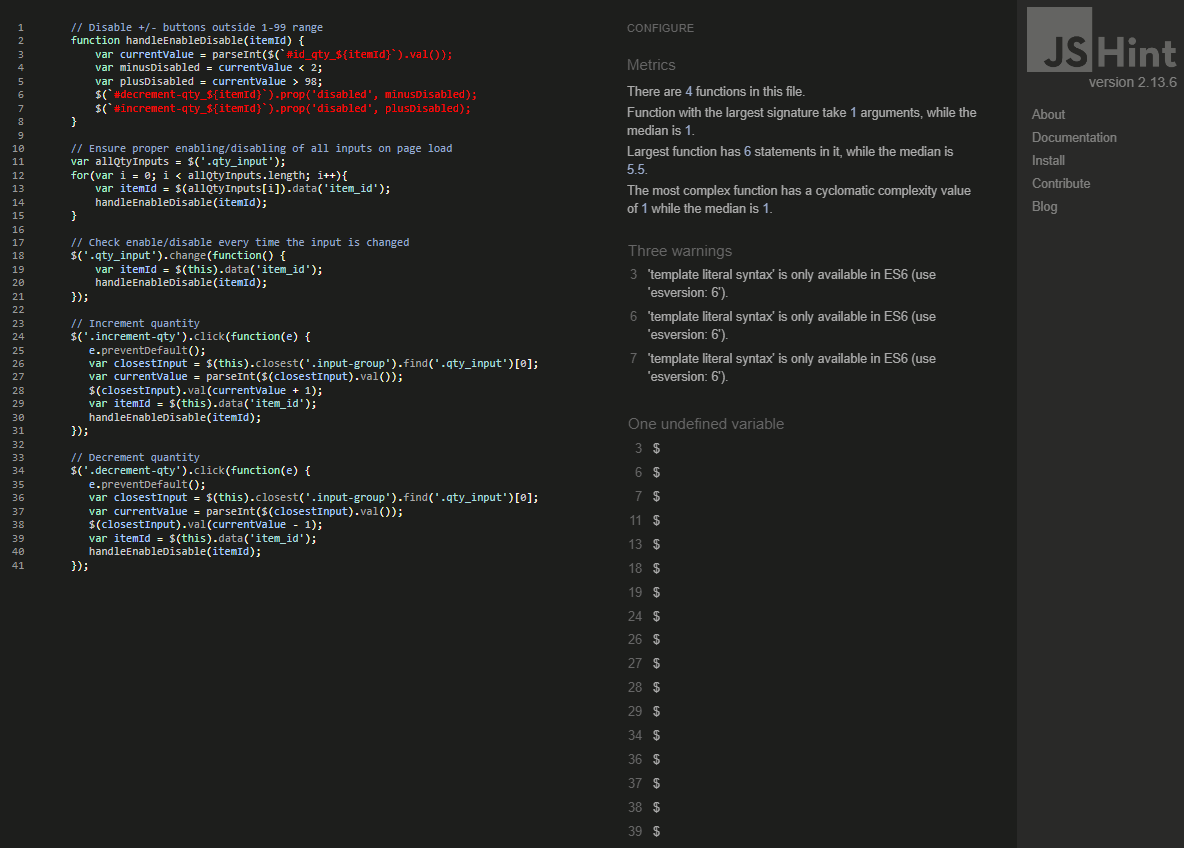 1 // Disable +/- buttons outside 1-99 range
2 function handleEnableDisable(itemId) {
3 var currentValue = parseInt($(`#id_qty_${itemId}`).val());
4 var minusDisabled = currentValue < 2;
5 var plusDisabled = currentValue > 98;
6 $(`#decrement-qty_${itemId}`).prop('disabled', minusDisabled);
7 $(`#increment-qty_${itemId}`).prop('disabled', plusDisabled);
8 }
9
10 // Ensure proper enabling/disabling of all inputs on page load
11 var allQtyInputs = $('.qty_input');
12 for(var i = 0; i < allQtyInputs.length; i++){
13 var itemId = $(allQtyInputs[i]).data('item_id');
14 handleEnableDisable(itemId);
15 }
16
17 // Check enable/disable every time the input is changed
18 $('.qty_input').change(function() {
19 var itemId = $(this).data('item_id');
20 handleEnableDisable(itemId);
21 });
22
23 // Increment quantity
24 $('.increment-qty').click(function(e) {
25 e.preventDefault();
26 var closestInput = $(this).closest('.input-group').find('.qty_input')[0];
27 var currentValue = parseInt($(closestInput).val());
28 $(closestInput).val(currentValue + 1);
29 var itemId = $(this).data('item_id');
30 handleEnableDisable(itemId);
31 });
32
33 // Decrement quantity
34 $('.decrement-qty').click(function(e) {
35 e.preventDefault();
36 var closestInput = $(this).closest('.input-group').find('.qty_input')[0];
37 var currentValue = parseInt($(closestInput).val());
38 $(closestInput).val(currentValue - 1);
39 var itemId = $(this).data('item_id');
40 handleEnableDisable(itemId);
41 });
CONFIGURE
Metrics
There are 4 functions in this file.
Function with the largest signature take 1 arguments, while the
median is 1.
Largest function has 6 statements in it, while the median is
5.5.
The most complex function has a cyclomatic complexity value
of 1 while the median is 1.
Three warnings
3 'template literal syntax' is only available in ES6 (use
'esversion: 6').
6 'template literal syntax' is only available in ES6 (use
'esversion: 6').
7 'template literal syntax' is only available in ES6 (use
'esversion: 6').
One undefined variable
3 $
6 $
7 $
11 $
13 $
18 $
19 $
24 $
26 $
27 $
28 $
29 $
34 $
36 $
37 $
38 $
39 $
JSHint
version 2.13.6
About
Documentation
Install
Contribute
Blog